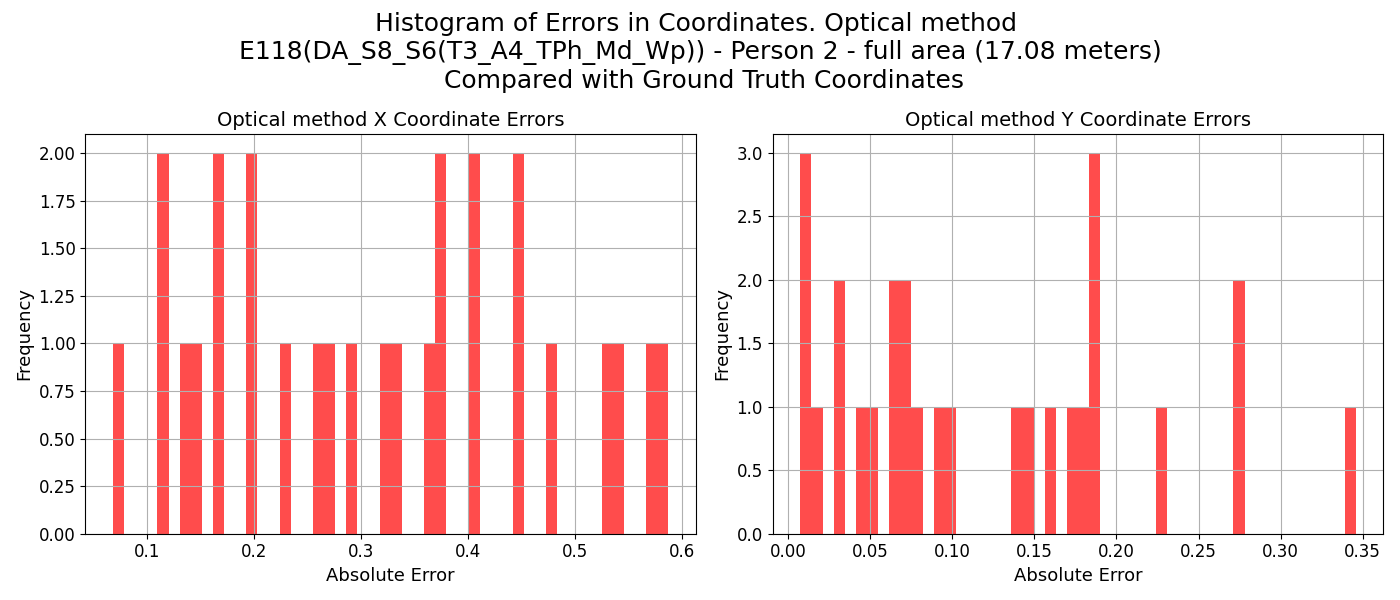 Histogram of Errors in Coordinates. Optical method
E118(DA_S8_S6(T3_A4_TPh_Md_Wp)) - Person 2 - full area (17.08 meters)
Compared with Ground Truth Coordinates
Optical method X Coordinate Errors
2.00
1.75
1.50
1.25
1.00
0.75
0.50
0.25
0.00
Frequency
0.1 0.2 0.3 0.4 0.5 0.6
Absolute Error
Optical method Y Coordinate Errors
3.0
2.5
2.0
1.5
1.0
0.5
0.0
Frequency
0.00 0.05 0.10 0.15 0.20 0.25 0.30 0.35
Absolute Error